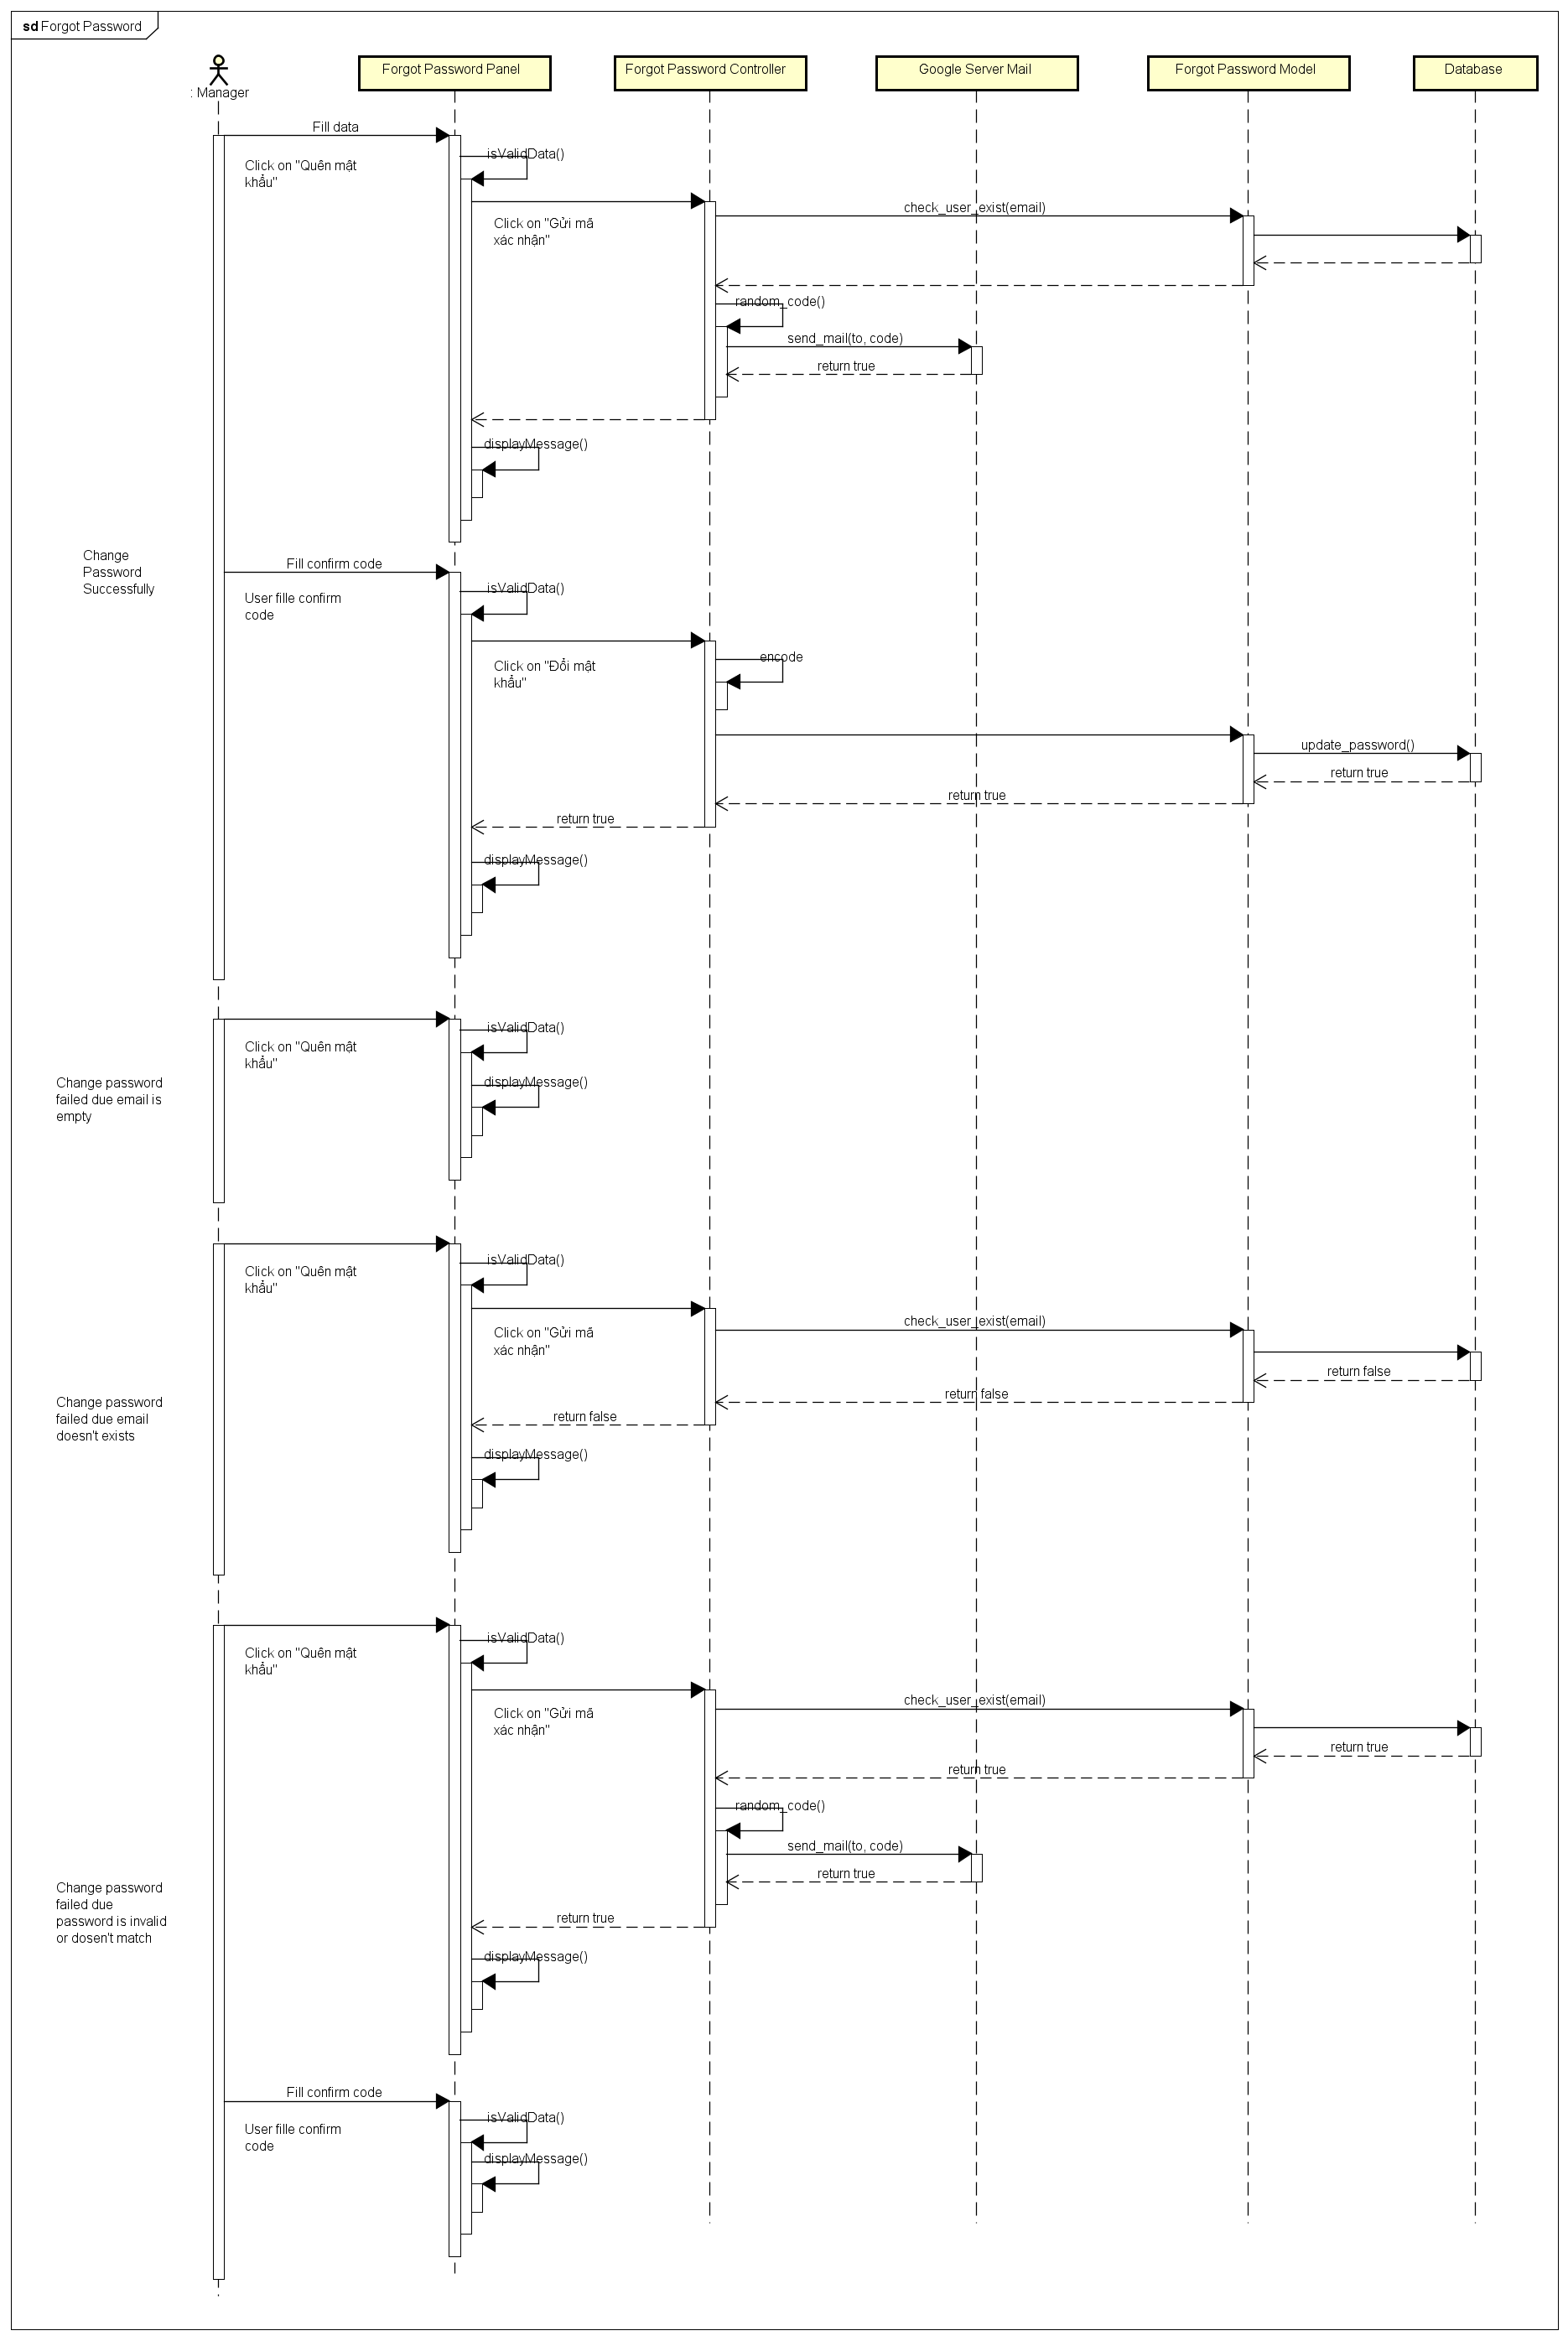 sd Forgot Password
: Manager
Forgot Password Panel
Forgot Password Controller
Google Server Mail
Forgot Password Model
Database
Fill data
isValidData()
Click on "Quên mật
khẩu"
check_user_exist(email)
Click on "Gửi mã
xác nhận"
random_code()
send_mail(to, code)
return true
displayMessage()
Change
Password
Successfully
Fill confirm code
isValidData()
User fille confirm
code
encode
Click on "Đổi mật
khẩu"
update_password()
return true
return true
return true
displayMessage()
isValidData()
Click on "Quên mật
khẩu"
displayMessage()
Change password
failed due email is
empty
isValidData()
Click on "Quên mật
khẩu"
check_user_exist(email)
Click on "Gửi mã
xác nhận"
return false
return false
return false
Change password
failed due email
doesn't exists
displayMessage()
isValidData()
Click on "Quên mật
khẩu"
check_user_exist(email)
Click on "Gửi mã
xác nhận"
return true
return true
random_code()
send_mail(to, code)
return true
Change password
failed due
password is invalid
or dosen't match
return true
displayMessage()
Fill confirm code
isValidData()
User fille confirm
code
displayMessage()